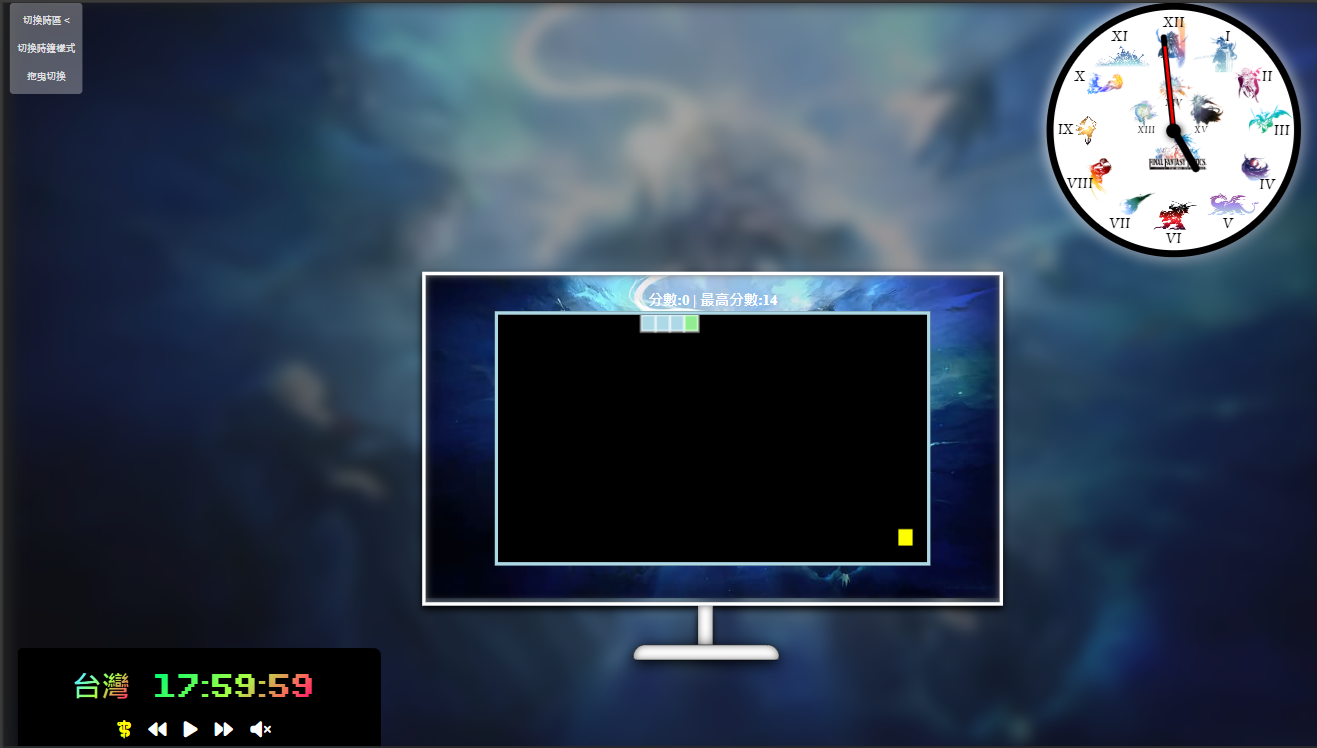 切換時區 <
切換時鐘樣式
拖曳切換
XII
XI
I
X
II
XIV
IX
XIII
XV
III
FINAL FANTASY TACTICS
VIII
IV
VII
V
VI
分數:0 | 最高分數:14
台灣 17:59:59